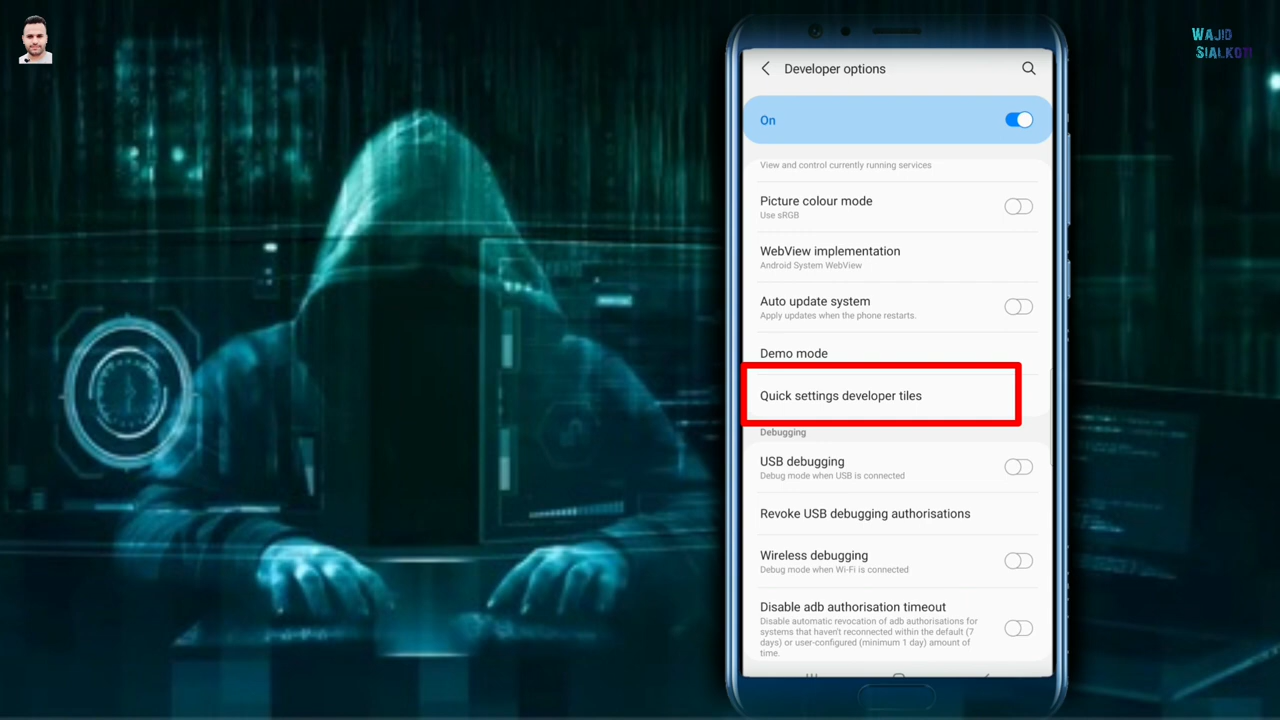 WAJID
SIALKOTI
Developer options
On
View and control currently running services
Picture colour mode
Use sRGB
WebView implementation
Android System WebView
Auto update system
Apply updates when the phone restarts.
Demo mode
Quick settings developer tiles
Debugging
USB debugging
Debug mode when USB is connected
Revoke USB debugging authorisations
Wireless debugging
Debug mode when Wi-Fi is connected
Disable adb authorisation timeout
Disable automatic revocation of adb authorisations for
systems that haven't reconnected within the default (7
days) or user-configured (minimum 1 day) amount of
time.